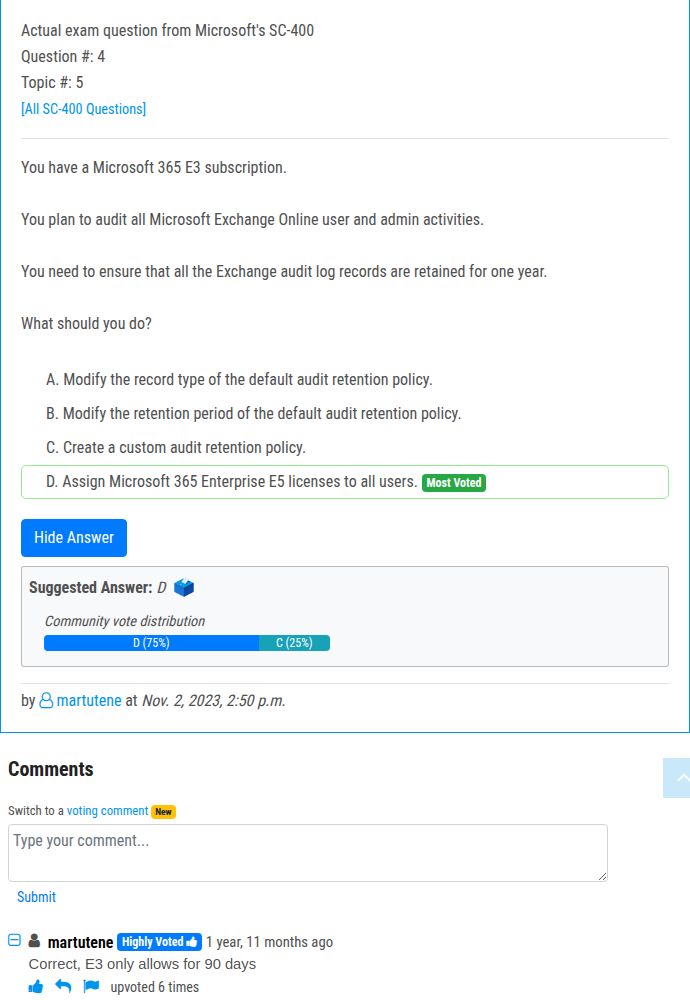 Actual exam question from Microsoft's SC-400
Question #: 4
Topic #: 5
[All SC-400 Questions]
You have a Microsoft 365 E3 subscription.
You plan to audit all Microsoft Exchange Online user and admin activities.
You need to ensure that all the Exchange audit log records are retained for one year.
What should you do?
A. Modify the record type of the default audit retention policy.
B. Modify the retention period of the default audit retention policy.
C. Create a custom audit retention policy.
D. Assign Microsoft 365 Enterprise E5 licenses to all users. Most Voted
Hide Answer
Suggested Answer: D
Community vote distribution
D (75%) C (25%)
by martutene at Nov. 2, 2023, 2:50 p.m.
Comments
Switch to a voting comment New
Type your comment...
Submit
martutene Highly Voted 1 year, 11 months ago
Correct, E3 only allows for 90 days
upvoted 6 times